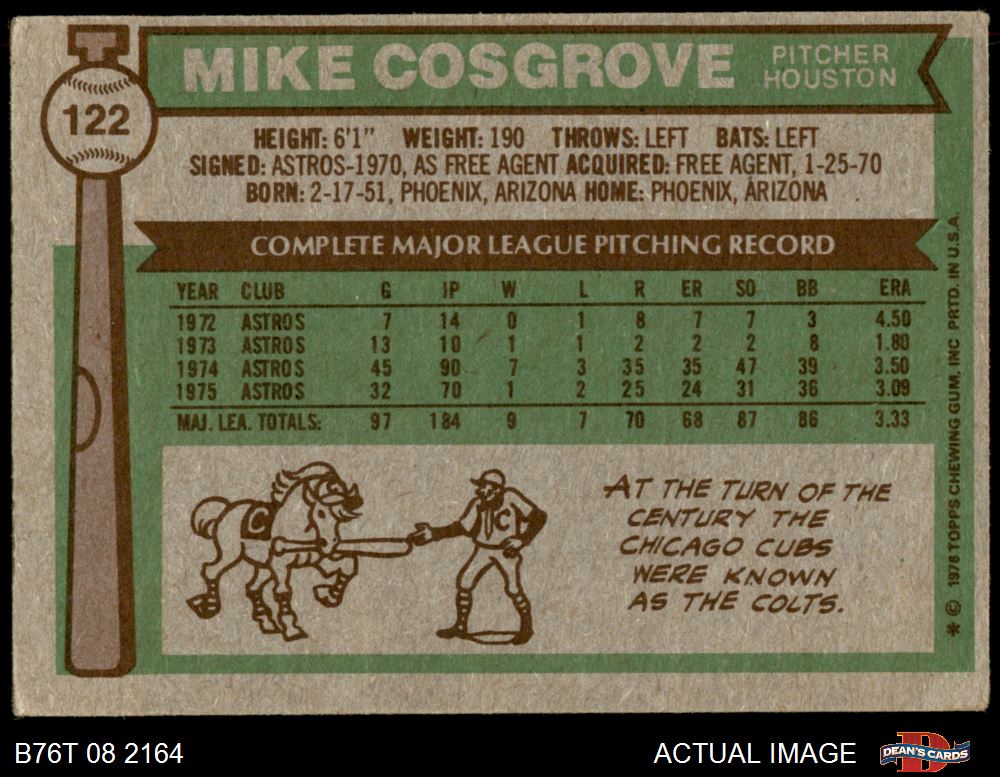 MIKE COSGROVE
PITCHER
HOUSTON
T
122
HEIGHT: 6'1" WEIGHT: 190 THROWS: LEFT BATS: LEFT
SIGNED: ASTROS-1970, AS FREE AGENT ACQUIRED: FREE AGENT, 1-25-70
BORN: 2-17-51, PHOENIX, ARIZONA HOME: PHOENIX, ARIZONA
COMPLETE MAJOR LEAGUE PITCHING RECORD
YEAR CLUB G IP W L R ER SO BB ERA
1972 ASTROS 7 14 0 1 8 7 7 3 4.50
1973 ASTROS 13 10 1 1 2 2 2 8 1.80
1974 ASTROS 45 90 7 3 35 35 47 39 3.50
1975 ASTROS 32 70 1 2 25 24 31 36 3.09
MAJ. LEA. TOTALS: 97 184 9 7 70 68 87 86 3.33
C
C
AT THE TURN OF THE
CENTURY THE
CHICAGO CUBS
WERE KNOWN
AS THE COLTS.
* © 1976 TOPPS CHEWING GUM, INC PRTD. IN U.S.A.
B76T 08 2164
ACTUAL IMAGE
D
DEAN'S CARDS